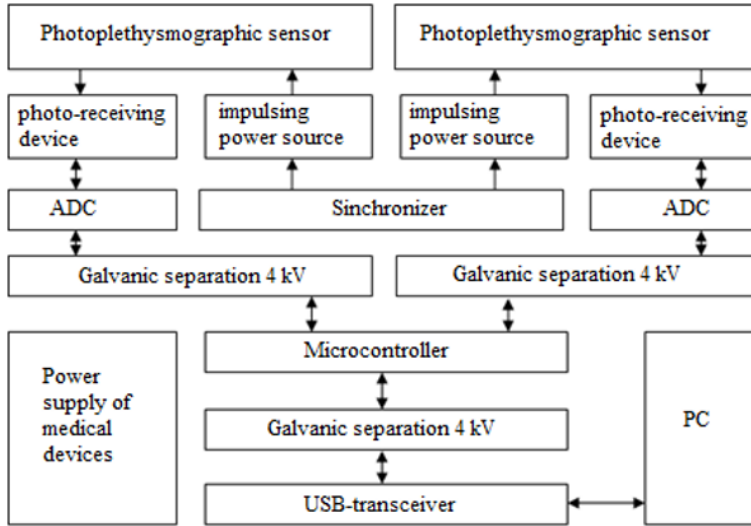 Photoplethysmographic sensor
Photoplethysmographic sensor
photo-receiving
device
impulsing
power source
impulsing
power source
photo-receiving
device
ADC
Sinchronizer
ADC
Galvanic separation 4 kV
Galvanic separation 4 kV
Microcontroller
Power
supply of
medical
devices
Galvanic separation 4 kV
PC
USB-transceiver